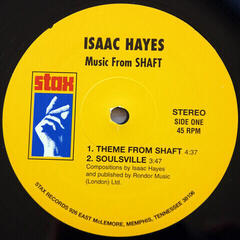 ISAAC HAYES
Music From SHAFT
stax
STEREO
SIDE ONE
45 RPM
1. THEME FROM SHAFT 4:37
2. SOULSVILLE 3:47
Compositions by Isaac Hayes
and published by Rondor Music
(London) Ltd.
STAX RECORDS 926 EAST McLEMORE, MEMPHIS, TENNESSEE 38106